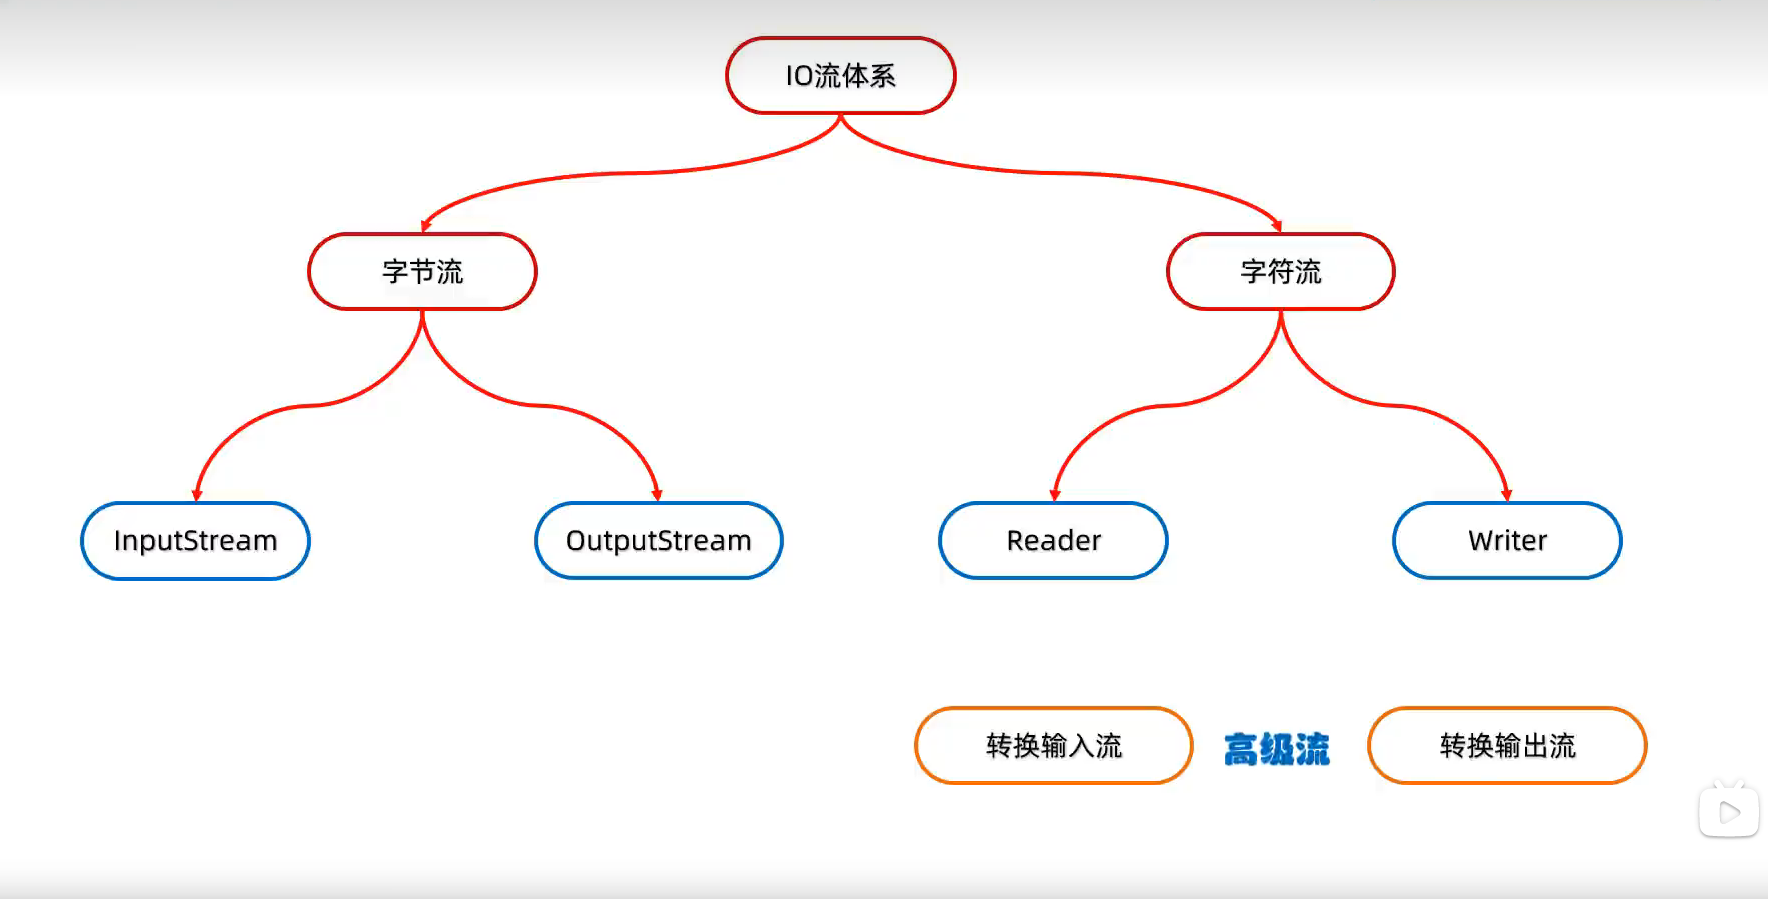 IO流体系
字节流
字符流
InputStream
OutputStream
Reader
Writer
转换输入流
高级流
转换输出流